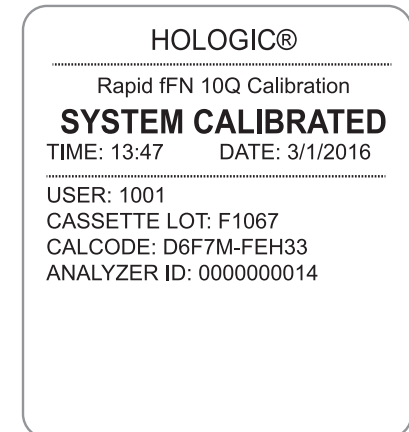 HOLOGIC®
Rapid fFN 10Q Calibration
SYSTEM CALIBRATED
TIME: 13:47 DATE: 3/1/2016
USER: 1001
CASSETTE LOT: F1067
CALCODE: D6F7M-FEH33
ANALYZER ID: 0000000014